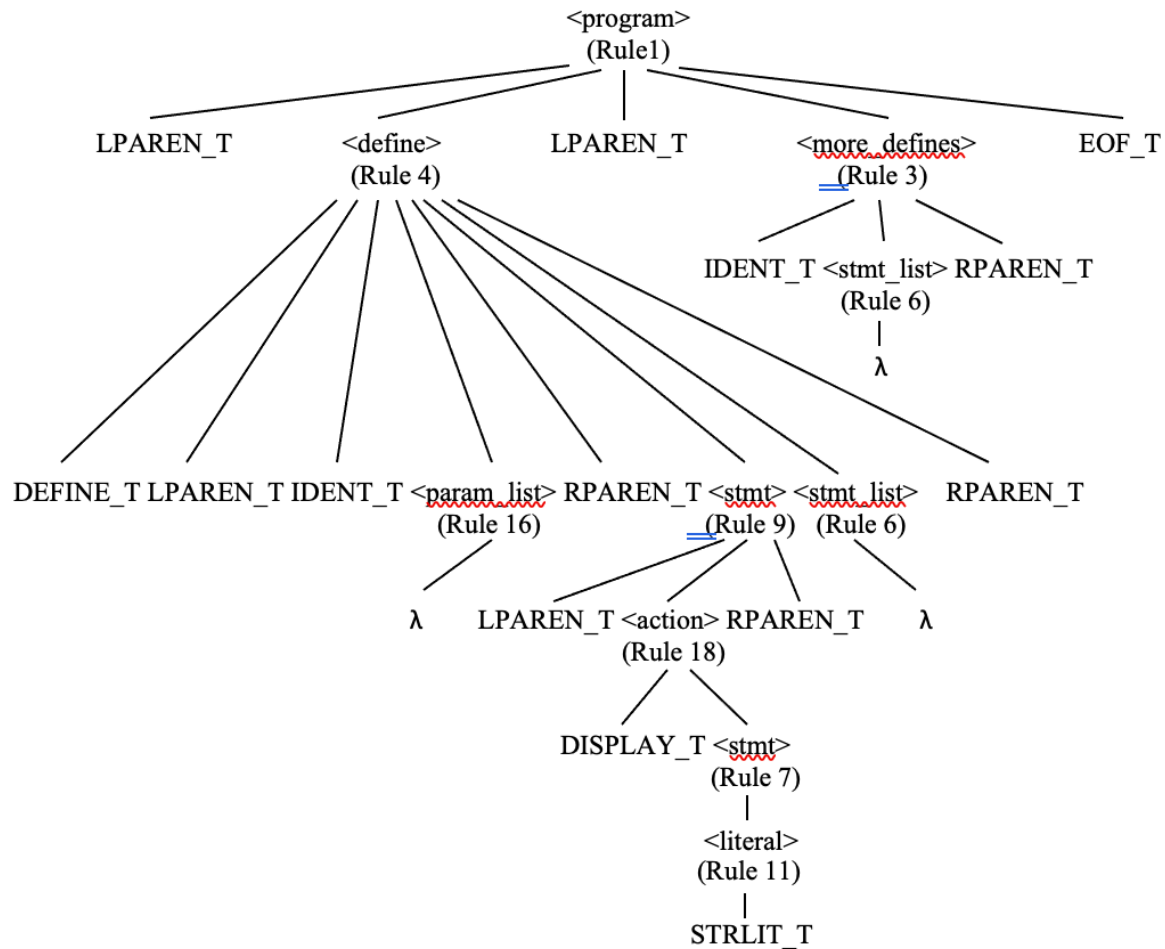 <program>
(Rule1)
LPAREN_T <define> LPAREN_T <more_defines> EOF_T
(Rule 4) (Rule 3)
IDENT_T <stmt_list> RPAREN_T
(Rule 6)
λ
DEFINE_T LPAREN_T IDENT_T <param_list> RPAREN_T <stmt> <stmt_list> RPAREN_T
(Rule 16) (Rule 9) (Rule 6)
λ LPAREN_T <action> RPAREN_T λ
(Rule 18)
DISPLAY_T <stmt>
(Rule 7)
<literal>
(Rule 11)
STRLIT_T